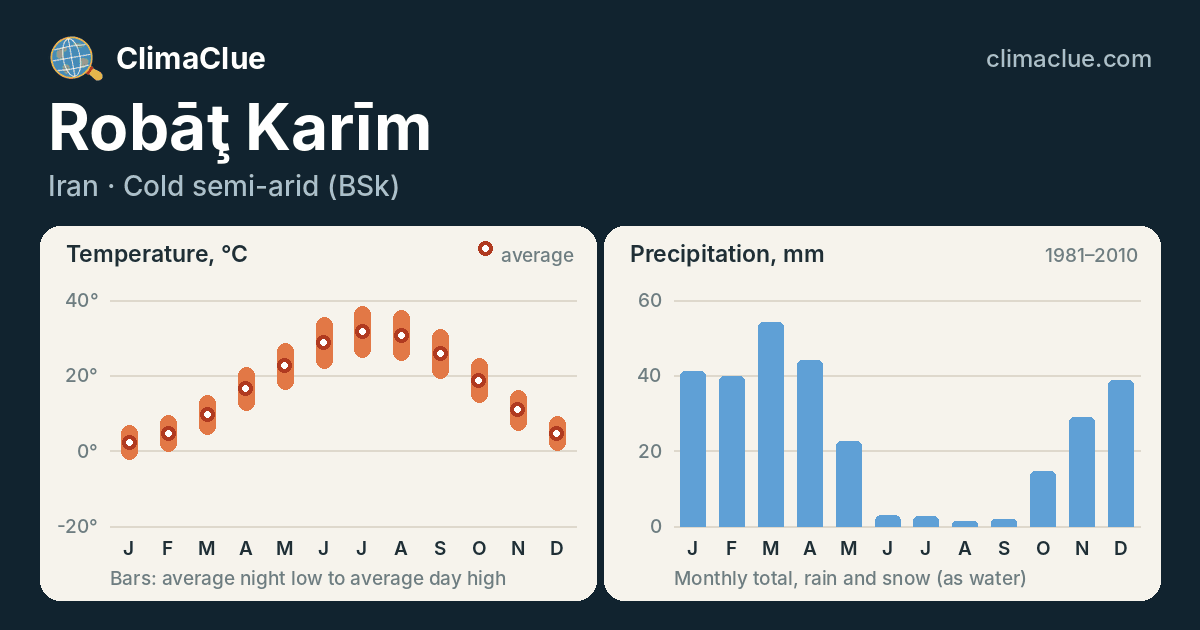 ClimaClue
climaclue.com
Robāţ Karīm
Iran · Cold semi-arid (BSk)
Temperature, °C
average
40°
20°
0°
-20°
J F M A M J J A S O N D
Bars: average night low to average day high
Precipitation, mm
1981–2010
60
40
20
0
J F M A M J J A S O N D
Monthly total, rain and snow (as water)